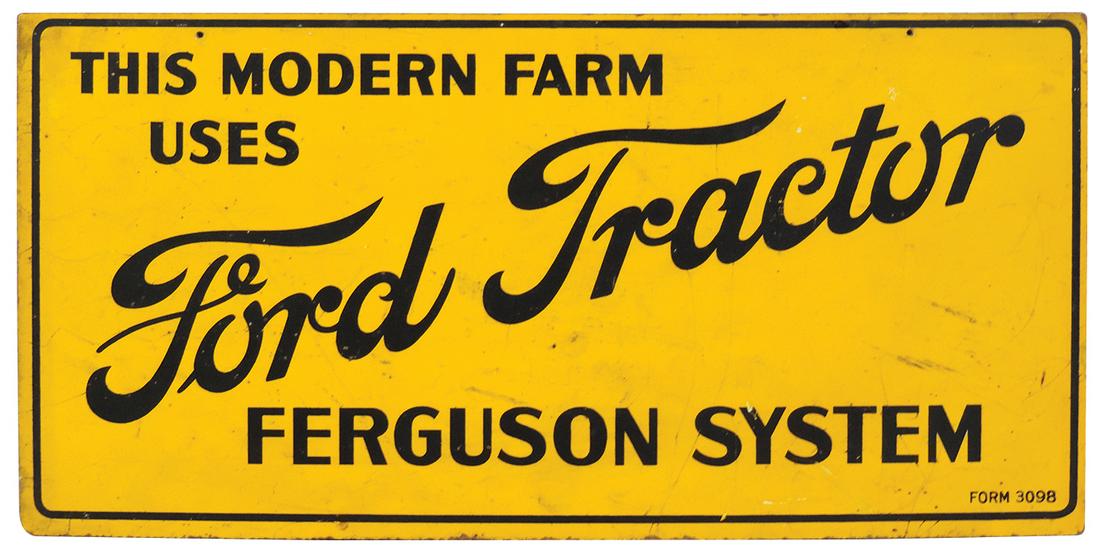 THIS MODERN FARM
USES
Ford Tractor
FERGUSON SYSTEM
FORM 3098